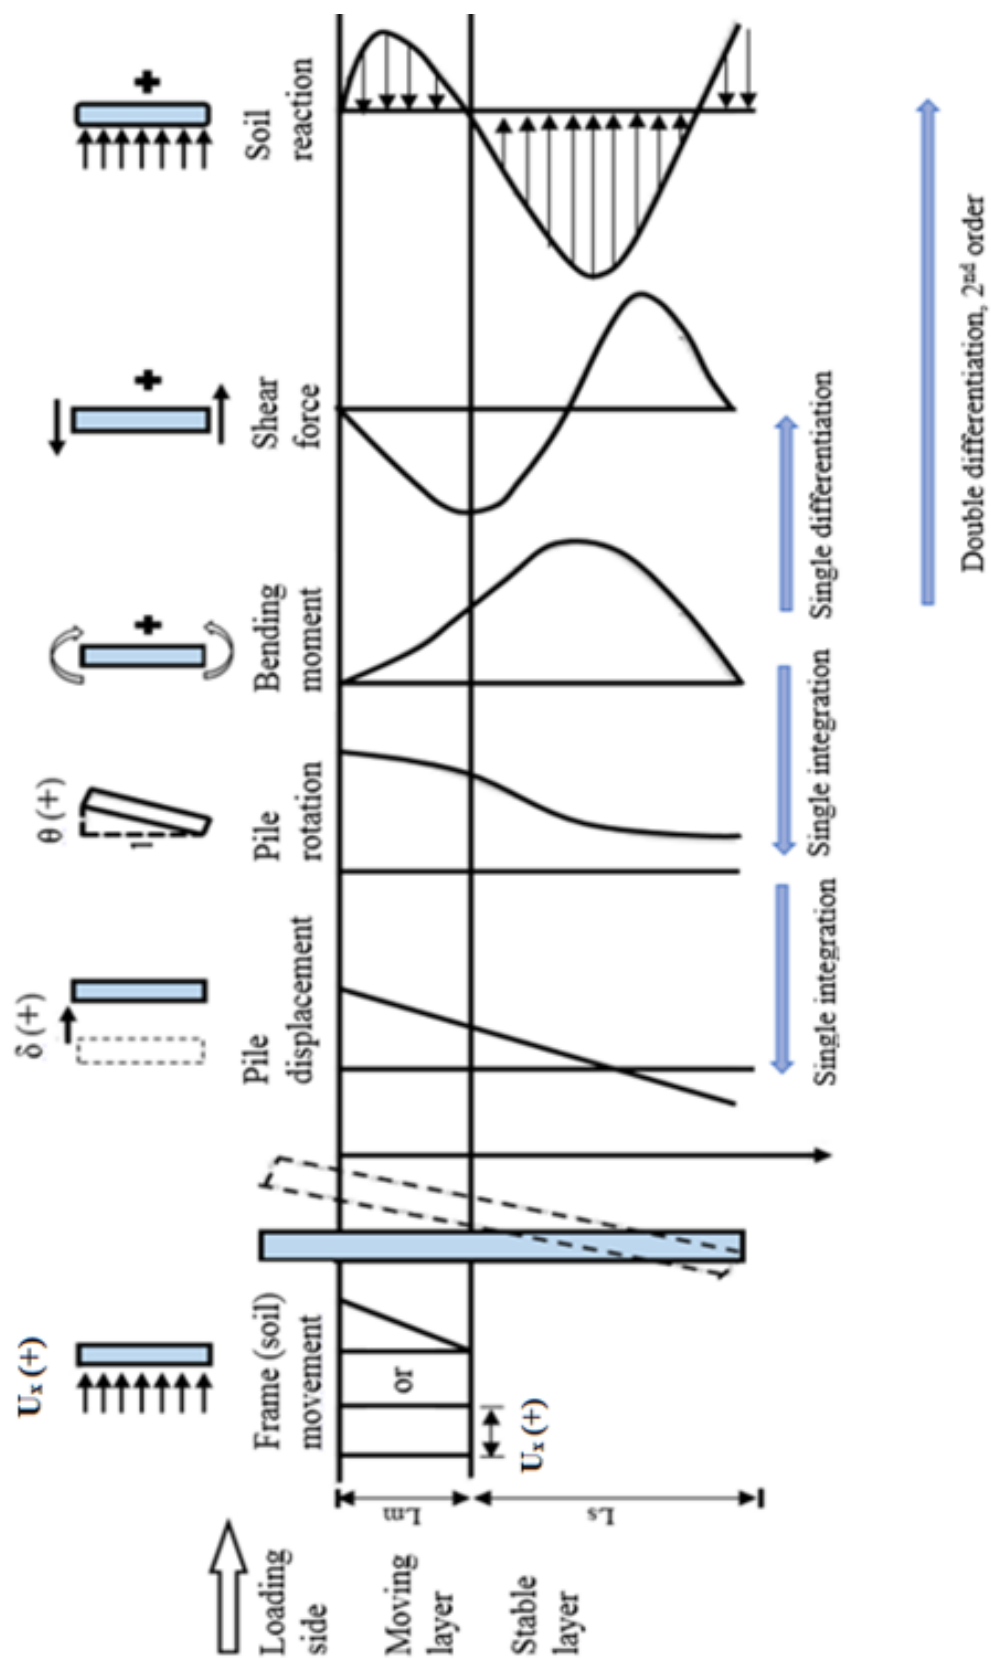 Uₓ (+)
δ (+)
θ (+)
1
+
+
+
Loading
side
Frame (soil)
movement
Pile
displacement
Pile
rotation
Bending
moment
Shear
force
Soil
reaction
Moving
layer
Lm
or
Stable
layer
Ls
Uₓ (+)
Single integration
Single integration
Single differentiation
Double differentiation, 2ⁿᵈ order